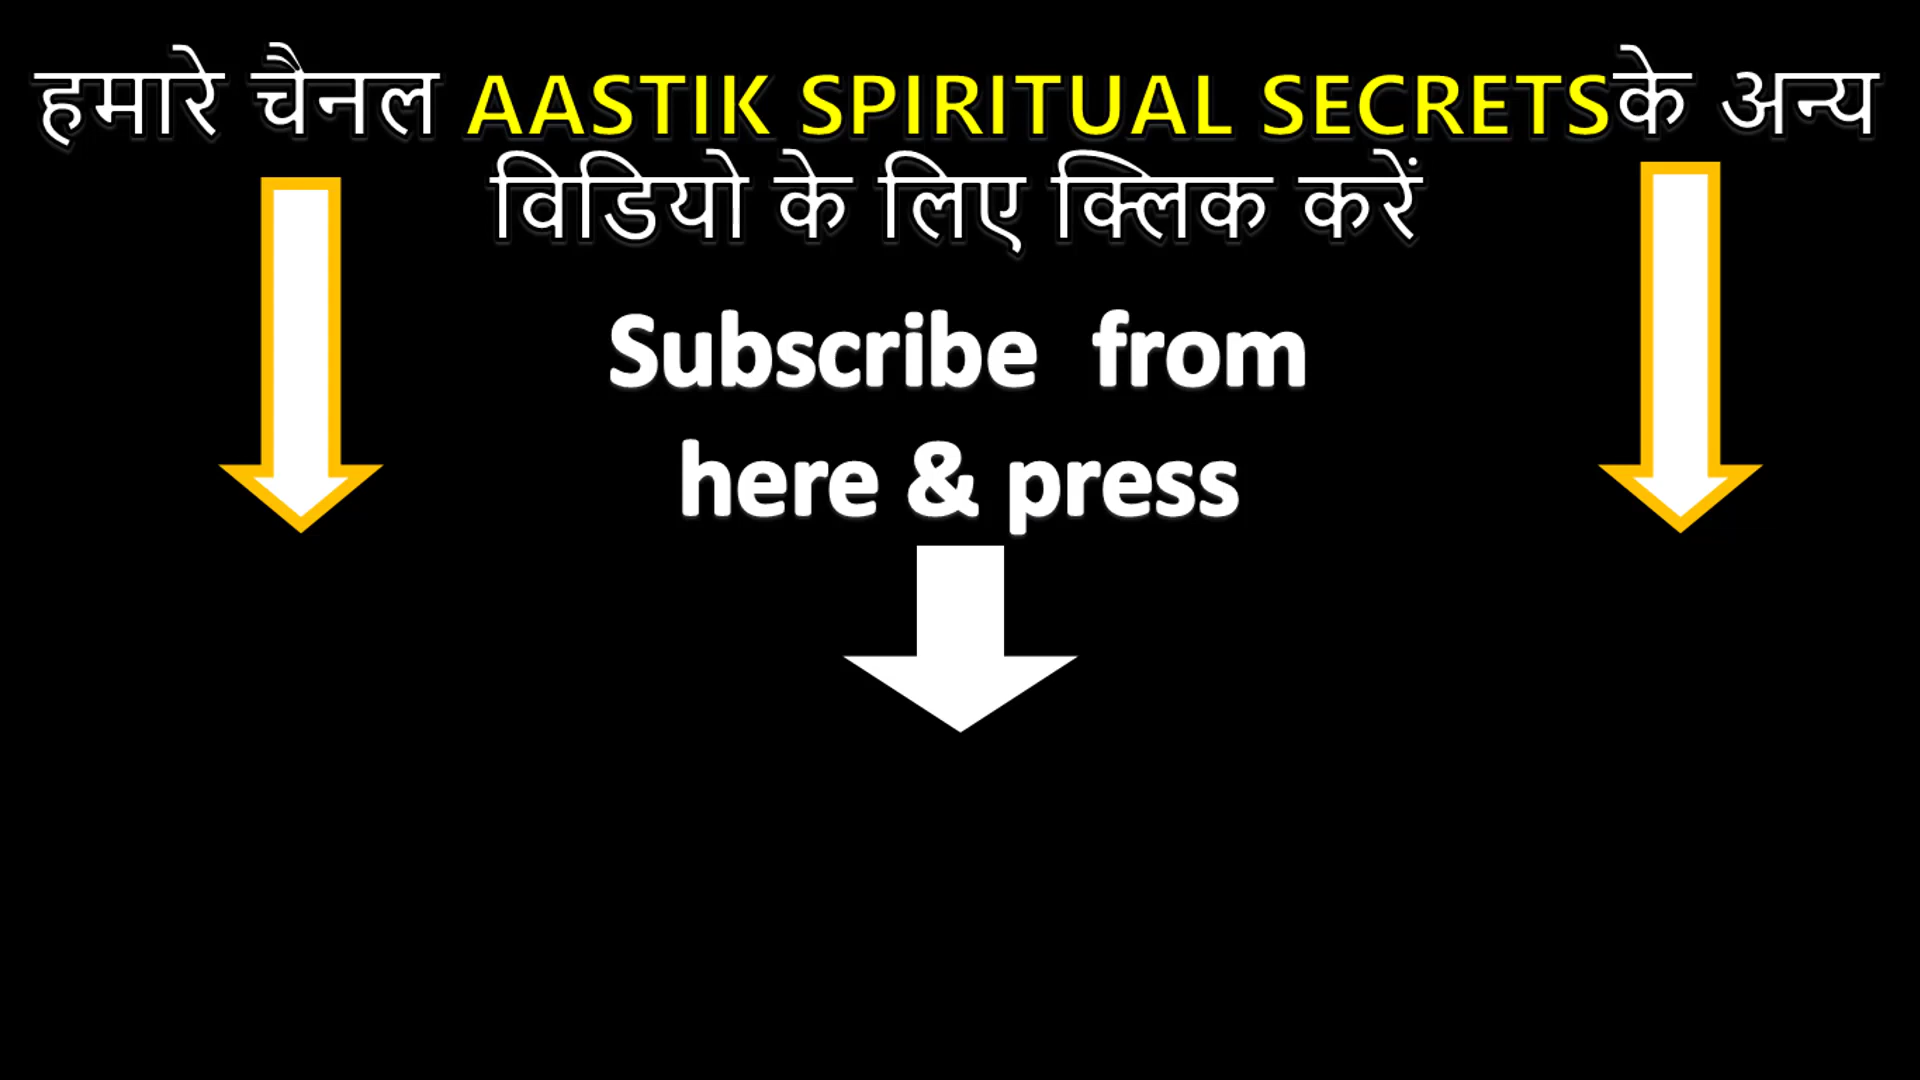 हमारे चैनल AASTIK SPIRITUAL SECRETSके अन्य
विडियो के लिए क्लिक करें
Subscribe from
here & press